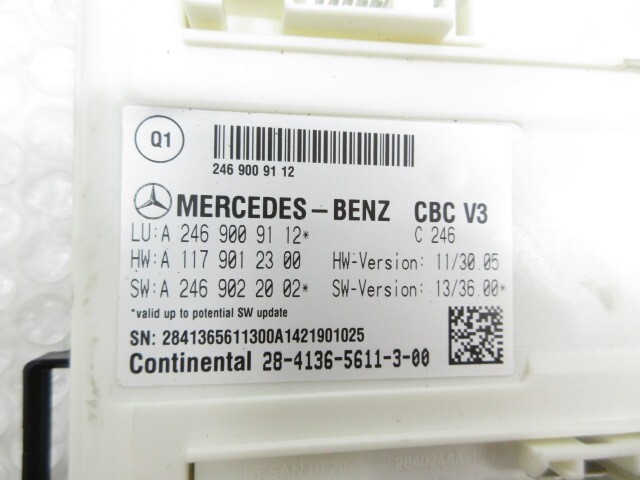 Q1
246 900 91 12
MERCEDES-BENZ CBC V3
LU:A 246 900 91 12* C 246
HW:A 117 901 23 00 HW-Version: 11/30.05
SW:A 246 902 20 02* SW-Version: 13/36.00*
*valid up to potential SW update
SN: 2841365611300A1421901025
Continental 28-4136-5611-3-00